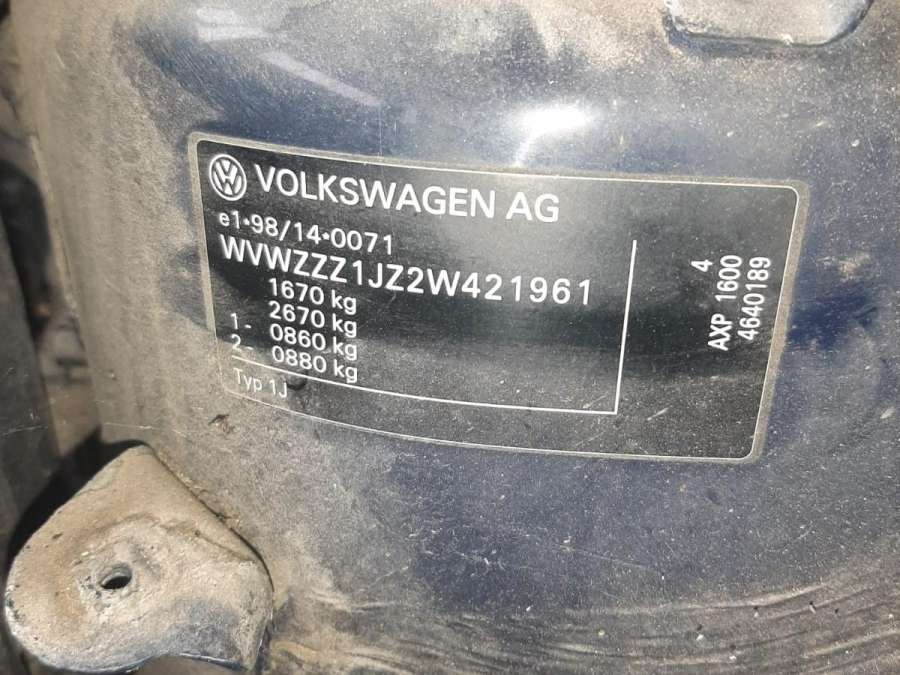 VOLKSWAGEN AG
e1*98/14*0071
WVWZZZ1JZ2W421961
1670 kg
2670 kg
1- 0860 kg
2- 0880 kg
Typ 1J
4
AXP 1600
4640189